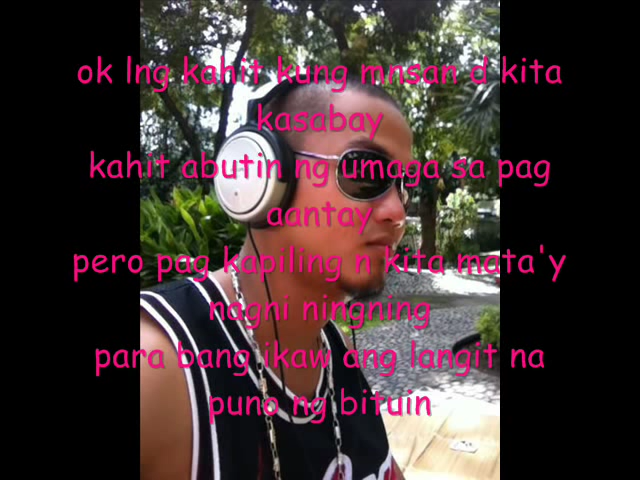 ok lng kahit kung mnsan d kita
kasabay
kahit abutin ng umaga sa pag
aantay
pero pag kapiling n kita mata'y
nagni ningning
para bang ikaw ang langit na
puno ng bituin